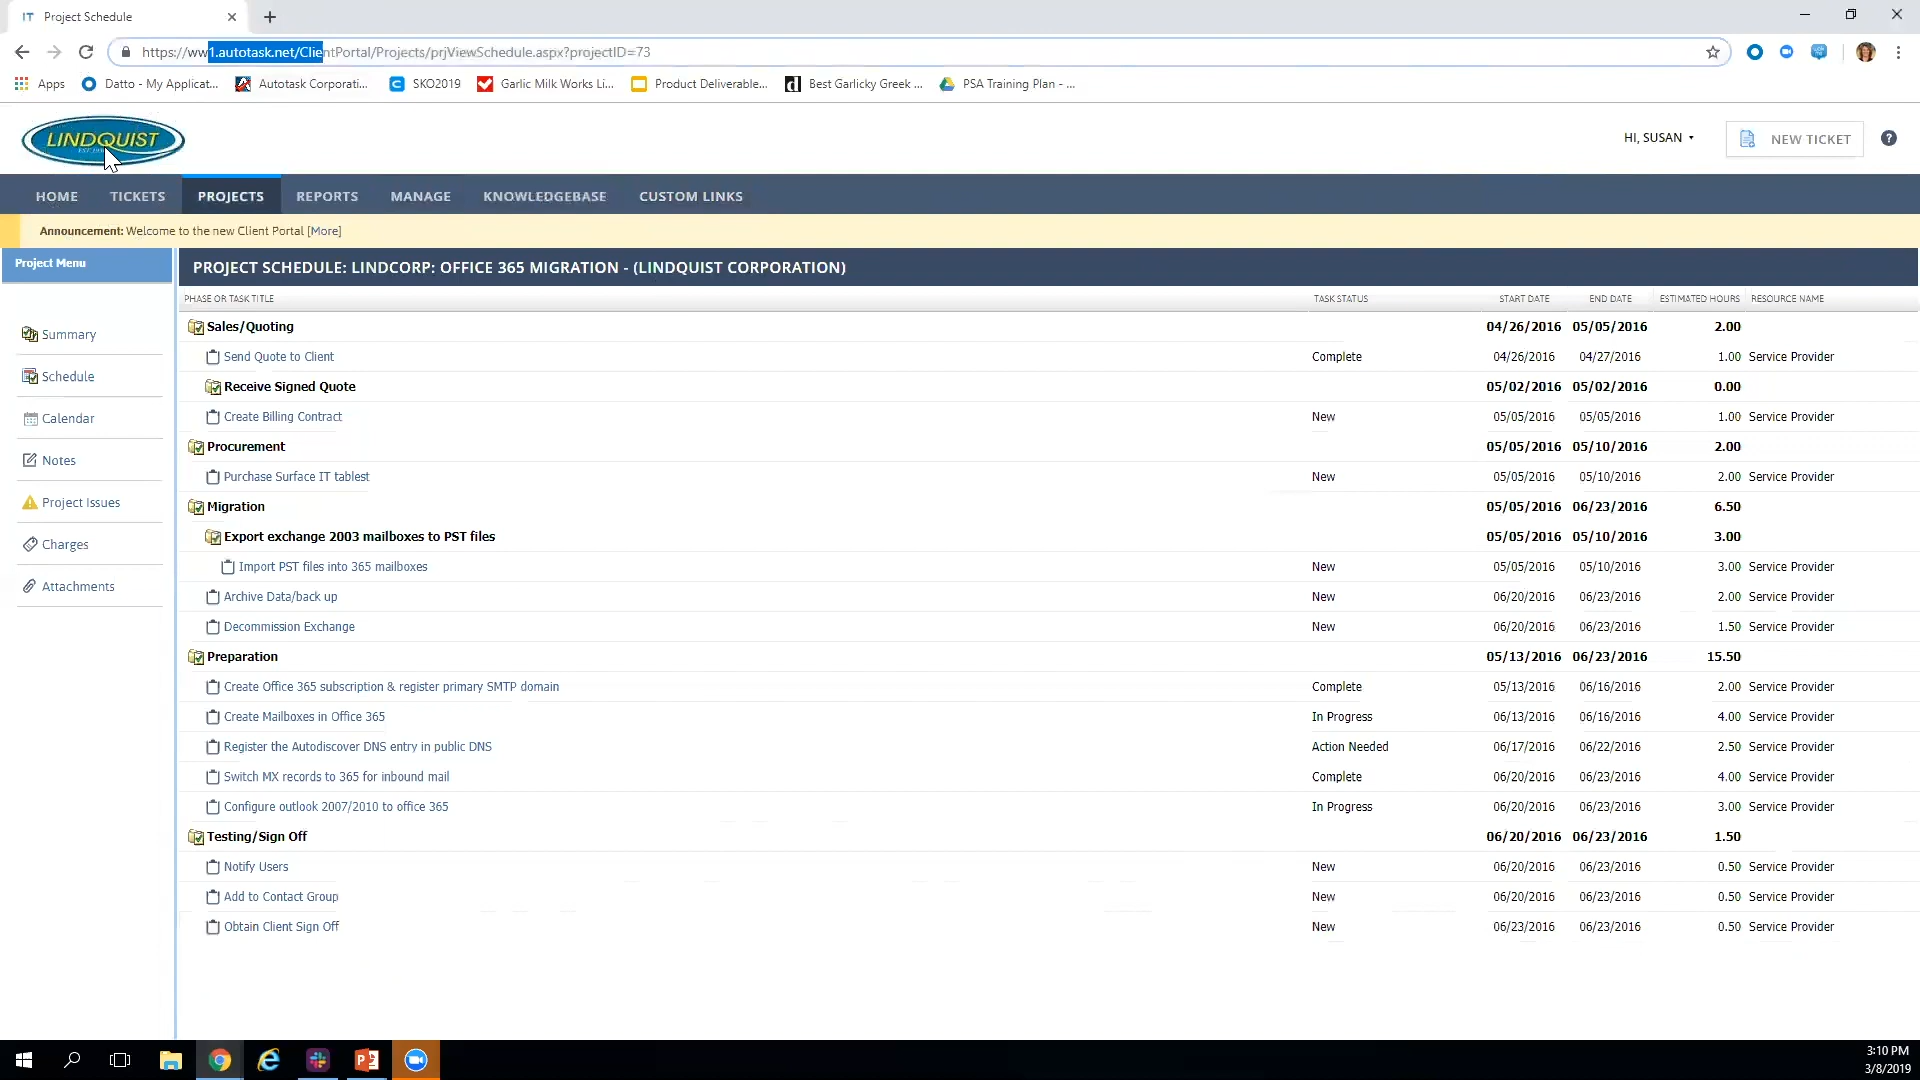 Project Schedule
https://ww1.autotask.net/ClientPortal/Projects/prjViewSchedule.aspx?projectID=73
Apps Datto - My Applicat... Autotask Corporati... SKO2019 Garlic Milk Works Li... Product Deliverable... Best Garlicky Greek ... PSA Training Plan - ...
LINDQUIST
HI, SUSAN NEW TICKET ?
HOME TICKETS PROJECTS REPORTS MANAGE KNOWLEDGEBASE CUSTOM LINKS
Announcement: Welcome to the new Client Portal [More]
Project Menu
Summary
Schedule
Calendar
Notes
Project Issues
Charges
Attachments
PROJECT SCHEDULE: LINDCORP: OFFICE 365 MIGRATION - (LINDQUIST CORPORATION)
PHASE OR TASK TITLE TASK STATUS START DATE END DATE ESTIMATED HOURS RESOURCE NAME
Sales/Quoting 04/26/2016 05/05/2016 2.00
Send Quote to Client Complete 04/26/2016 04/27/2016 1.00 Service Provider
Receive Signed Quote 05/02/2016 05/02/2016 0.00
Create Billing Contract New 05/05/2016 05/05/2016 1.00 Service Provider
Procurement 05/05/2016 05/10/2016 2.00
Purchase Surface IT tablest New 05/05/2016 05/10/2016 2.00 Service Provider
Migration 05/05/2016 06/23/2016 6.50
Export exchange 2003 mailboxes to PST files 05/05/2016 05/10/2016 3.00
Import PST files into 365 mailboxes New 05/05/2016 05/10/2016 3.00 Service Provider
Archive Data/back up New 06/20/2016 06/23/2016 2.00 Service Provider
Decommission Exchange New 06/20/2016 06/23/2016 1.50 Service Provider
Preparation 05/13/2016 06/23/2016 15.50
Create Office 365 subscription & register primary SMTP domain Complete 05/13/2016 06/16/2016 2.00 Service Provider
Create Mailboxes in Office 365 In Progress 06/13/2016 06/16/2016 4.00 Service Provider
Register the Autodiscover DNS entry in public DNS Action Needed 06/17/2016 06/22/2016 2.50 Service Provider
Switch MX records to 365 for inbound mail Complete 06/20/2016 06/23/2016 4.00 Service Provider
Configure outlook 2007/2010 to office 365 In Progress 06/20/2016 06/23/2016 3.00 Service Provider
Testing/Sign Off 06/20/2016 06/23/2016 1.50
Notify Users New 06/20/2016 06/23/2016 0.50 Service Provider
Add to Contact Group New 06/20/2016 06/23/2016 0.50 Service Provider
Obtain Client Sign Off New 06/23/2016 06/23/2016 0.50 Service Provider
3:10 PM
3/8/2019